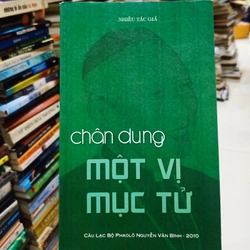 NHIỀU TÁC GIẢ
chân dung
MỘT VỊ
MỤC TỬ
CÂU LẠC BỘ PHAOLÔ NGUYỄN VĂN BÌNH - 2010